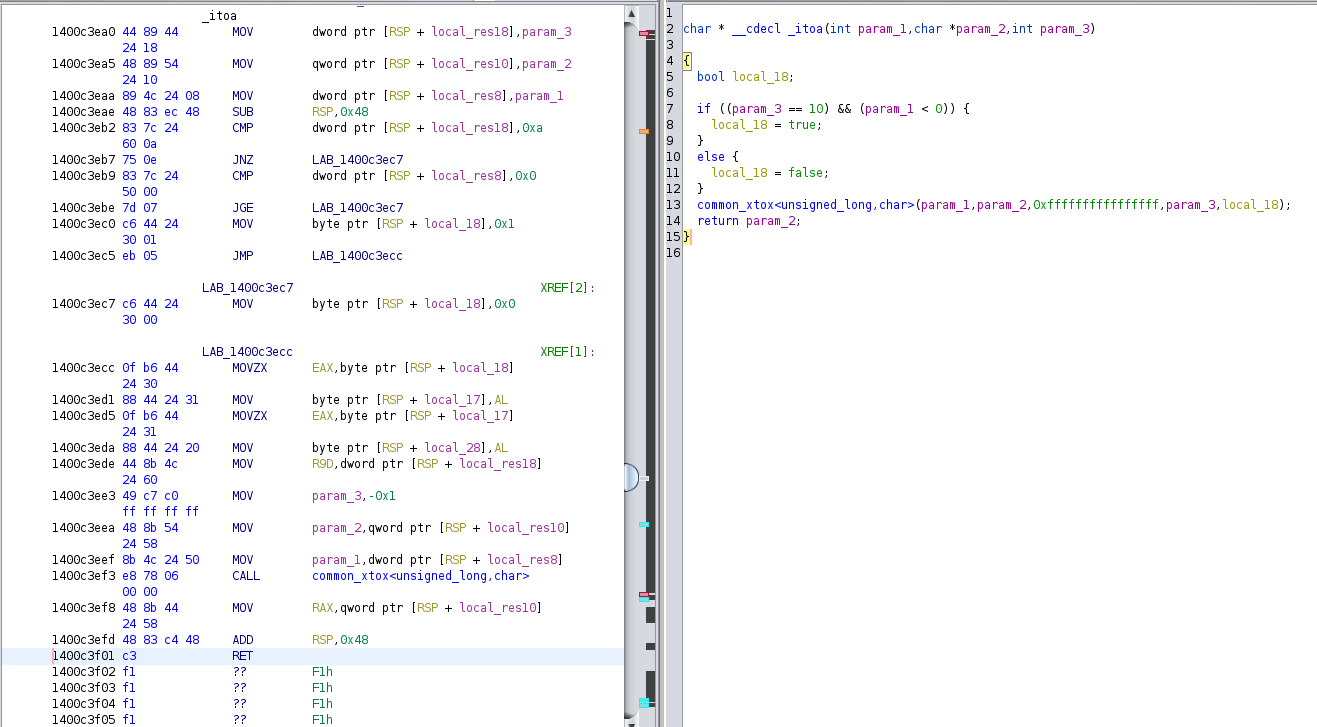 _itoa
1400c3ea0 44 89 44 MOV dword ptr [RSP + local_res18],param_3
24 18
1400c3ea5 48 89 54 MOV qword ptr [RSP + local_res10],param_2
24 10
1400c3eaa 89 4c 24 08 MOV dword ptr [RSP + local_res8],param_1
1400c3eae 48 83 ec 48 SUB RSP,0x48
1400c3eb2 83 7c 24 CMP dword ptr [RSP + local_res18],0xa
60 0a
1400c3eb7 75 0e JNZ LAB_1400c3ec7
1400c3eb9 83 7c 24 CMP dword ptr [RSP + local_res8],0x0
50 00
1400c3ebe 7d 07 JGE LAB_1400c3ec7
1400c3ec0 c6 44 24 MOV byte ptr [RSP + local_18],0x1
30 01
1400c3ec5 eb 05 JMP LAB_1400c3ecc
LAB_1400c3ec7 XREF[2]:
1400c3ec7 c6 44 24 MOV byte ptr [RSP + local_18],0x0
30 00
LAB_1400c3ecc XREF[1]:
1400c3ecc 0f b6 44 MOVZX EAX,byte ptr [RSP + local_18]
24 30
1400c3ed1 88 44 24 31 MOV byte ptr [RSP + local_17],AL
1400c3ed5 0f b6 44 MOVZX EAX,byte ptr [RSP + local_17]
24 31
1400c3eda 88 44 24 20 MOV byte ptr [RSP + local_28],AL
1400c3ede 44 8b 4c MOV R9D,dword ptr [RSP + local_res18]
24 60
1400c3ee3 49 c7 c0 MOV param_3,-0x1
ff ff ff ff
1400c3eea 48 8b 54 MOV param_2,qword ptr [RSP + local_res10]
24 58
1400c3eef 8b 4c 24 50 MOV param_1,dword ptr [RSP + local_res8]
1400c3ef3 e8 78 06 CALL common_xtox<unsigned_long,char>
00 00
1400c3ef8 48 8b 44 MOV RAX,qword ptr [RSP + local_res10]
24 58
1400c3efd 48 83 c4 48 ADD RSP,0x48
1400c3f01 c3 RET
1400c3f02 f1 ?? F1h
1400c3f03 f1 ?? F1h
1400c3f04 f1 ?? F1h
1400c3f05 f1 ?? F1h
1
2 char * __cdecl _itoa(int param_1,char *param_2,int param_3)
3
4 {
5 bool local_18;
6
7 if ((param_3 == 10) && (param_1 < 0)) {
8 local_18 = true;
9 }
10 else {
11 local_18 = false;
12 }
13 common_xtox<unsigned_long,char>(param_1,param_2,0xffffffffffffffff,param_3,local_18);
14 return param_2;
15 }
16